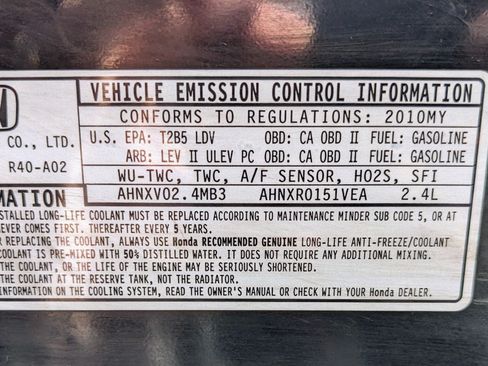 VEHICLE EMISSION CONTROL INFORMATION
CONFORMS TO REGULATIONS: 2010MY
CO., LTD.
U.S. EPA: T2B5 LDV OBD: CA OBD II FUEL: GASOLINE
ARB: LEV II ULEV PC OBD: CA OBD II FUEL: GASOLINE
R40-A02
WU-TWC, TWC, A/F SENSOR, HO2S, SFI
AHNXV02.4MB3 AHNXR0151VEA 2.4L
MATION
STALLED LONG-LIFE COOLANT MUST BE REPLACED ACCORDING TO MAINTENANCE MINDER SUB CODE 5, OR AT
EVER COMES FIRST. THEREAFTER EVERY 5 YEARS.
OR REPLACING THE COOLANT, ALWAYS USE Honda RECOMMENDED GENUINE LONG-LIFE ANTI-FREEZE/COOLANT
T IS PRE-MIXED WITH 50% DISTILLED WATER. IT DOES NOT REQUIRE ANY ADDITIONAL MIXING.
, OR THE LIFE OF THE ENGINE MAY BE SERIOUSLY SHORTENED.
THE COOLANT AT THE RESERVE TANK, NOT THE RADIATOR.
INFORMATION ON THE COOLING SYSTEM, READ THE OWNER'S MANUAL OR CHECK WITH YOUR Honda DEALER.